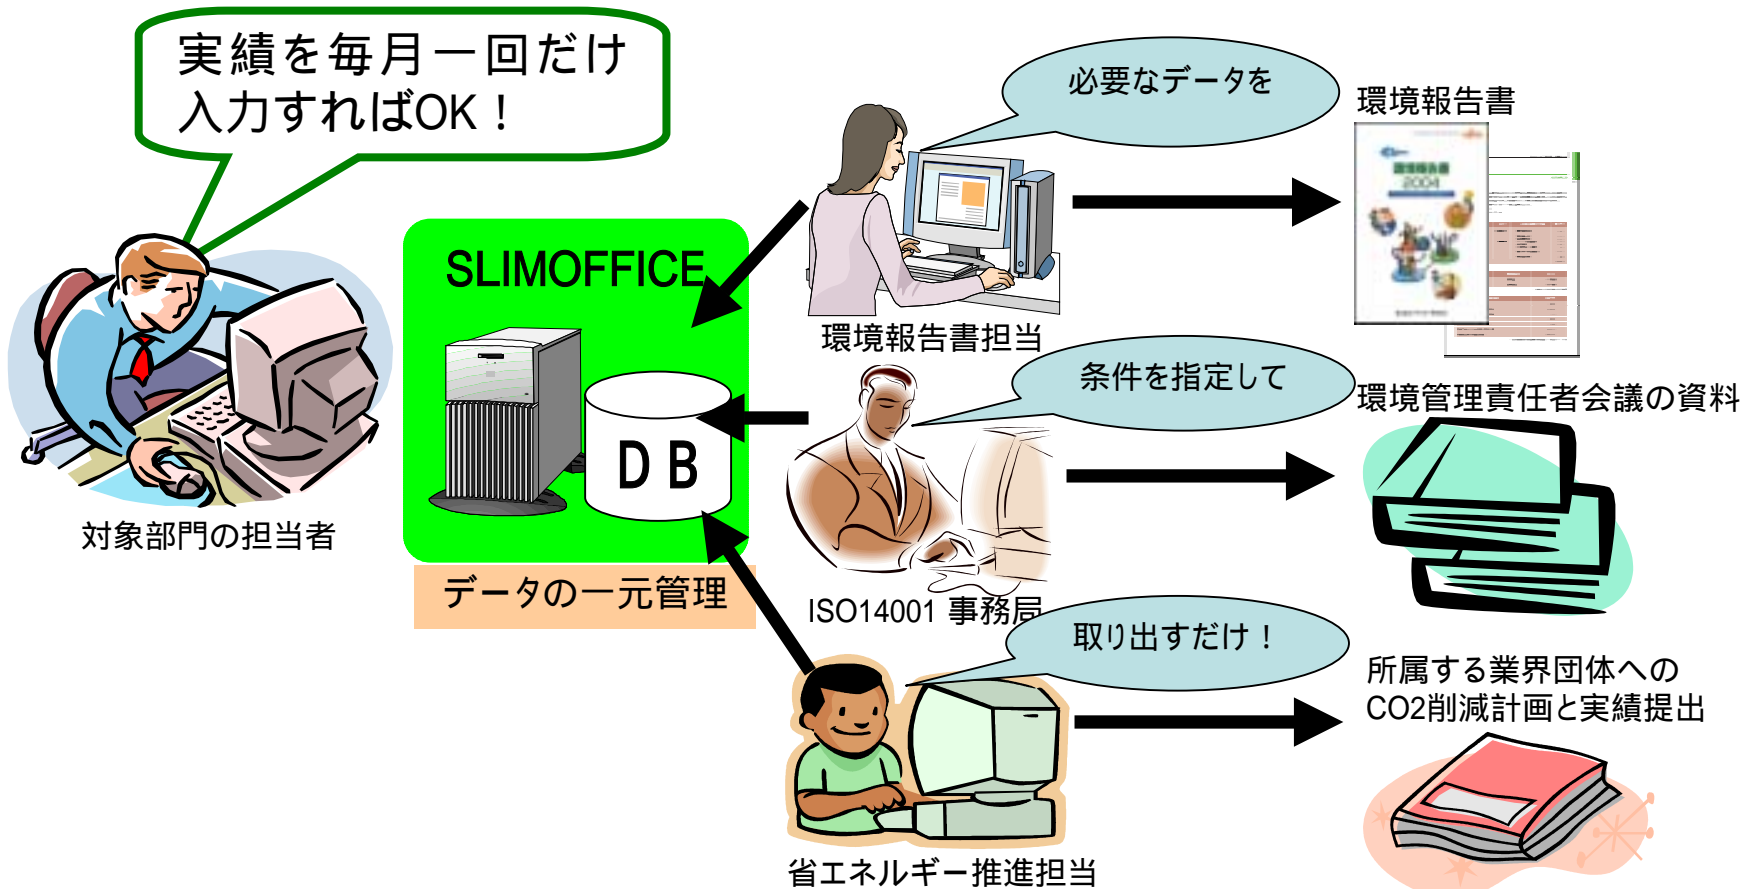 実績を毎月一回だけ
入力すればOK！
対象部門の担当者
SLIMOFFICE
DB
データの一元管理
必要なデータを
環境報告書担当
環境報告書
環境報告書
2004
条件を指定して
ISO14001 事務局
環境管理責任者会議の資料
取り出すだけ！
省エネルギー推進担当
所属する業界団体への
CO2削減計画と実績提出